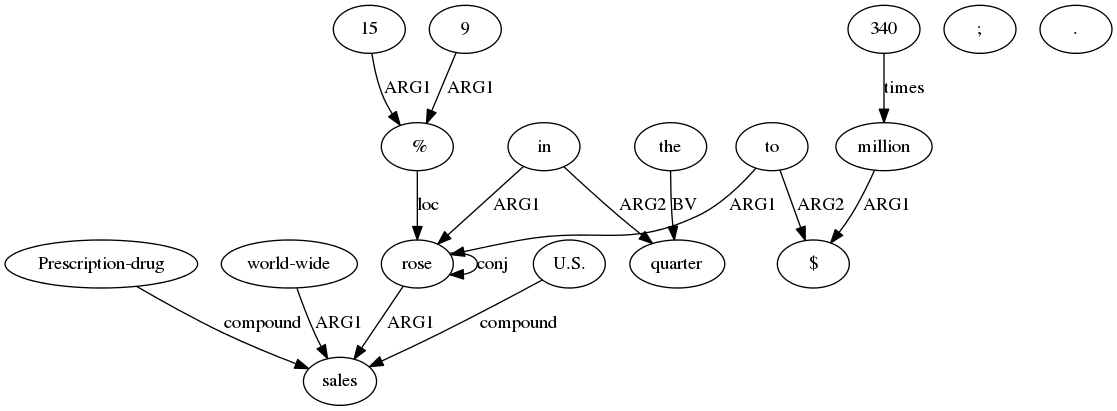 15 9 340 ; .
ARG1 ARG1 times
% in the to million
loc ARG1 ARG2 BV ARG1 ARG2 ARG1
Prescription-drug world-wide rose conj U.S. quarter $
compound ARG1 ARG1 compound
sales